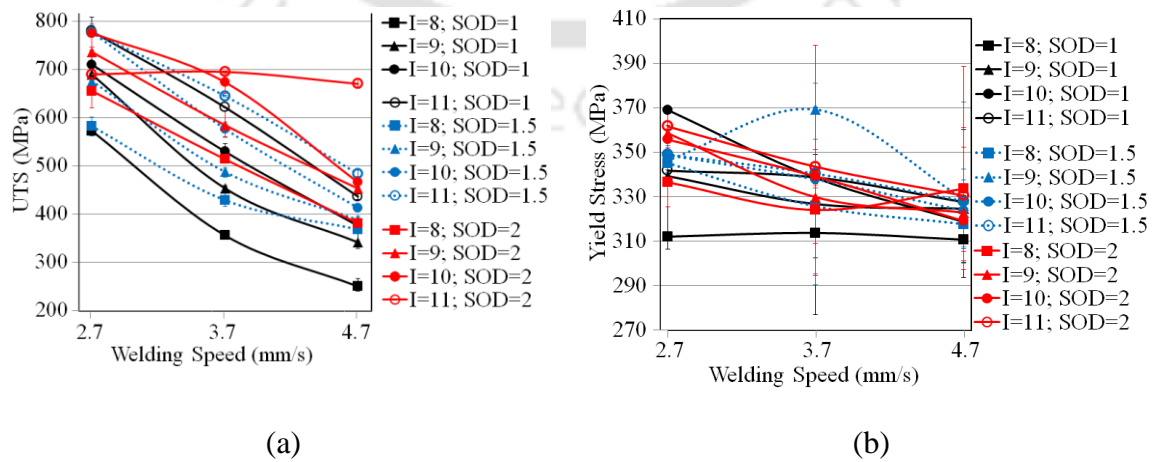 800
700
600
500
400
300
200
UTS (MPa)
2.7
3.7
4.7
Welding Speed (mm/s)
I=8; SOD=1
I=9; SOD=1
I=10; SOD=1
I=11; SOD=1
I=8; SOD=1.5
I=9; SOD=1.5
I=10; SOD=1.5
I=11; SOD=1.5
I=8; SOD=2
I=9; SOD=2
I=10; SOD=2
I=11; SOD=2
(a)
410
390
370
350
330
310
290
270
Yield Stress (MPa)
2.7
3.7
4.7
Welding Speed (mm/s)
I=8; SOD=1
I=9; SOD=1
I=10; SOD=1
I=11; SOD=1
I=8; SOD=1.5
I=9; SOD=1.5
I=10; SOD=1.5
I=11; SOD=1.5
I=8; SOD=2
I=9; SOD=2
I=10; SOD=2
I=11; SOD=2
(b)